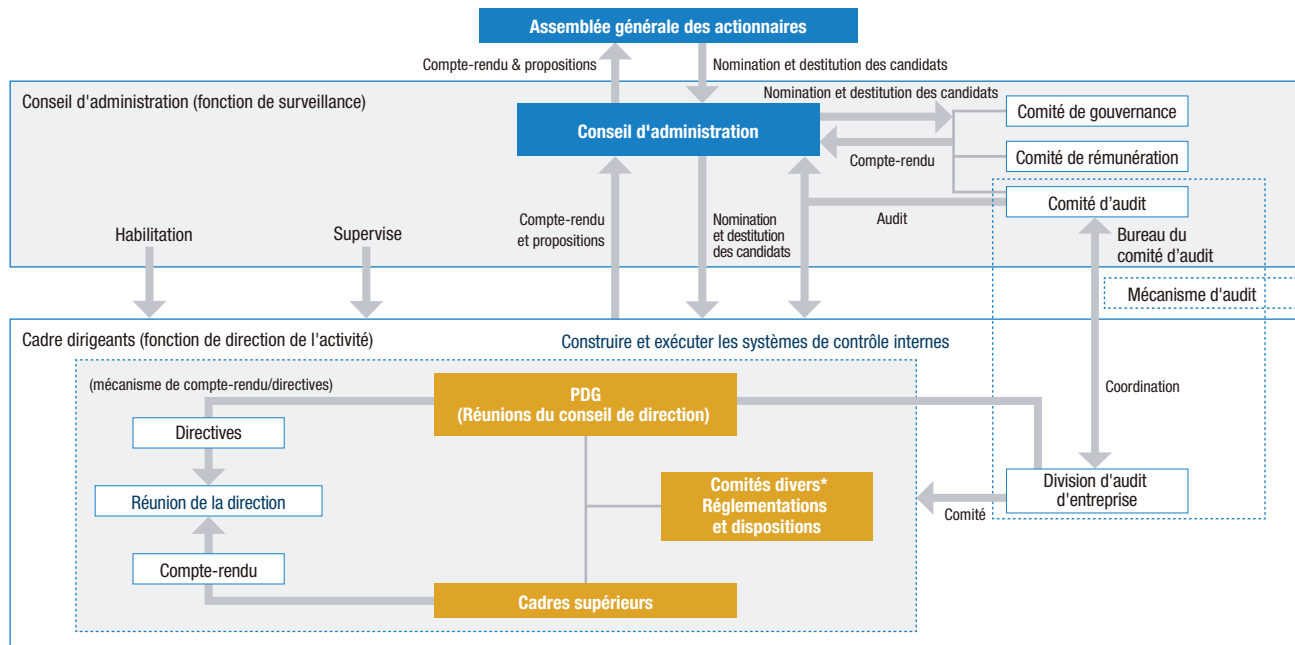 Assemblée générale des actionnaires
Compte-rendu & propositions
Nomination et destitution des candidats
Conseil d'administration (fonction de surveillance)
Nomination et destitution des candidats
Conseil d'administration
Comité de gouvernance
Compte-rendu
Comité de rémunération
Comité d'audit
Audit
Habilitation
Supervise
Compte-rendu
et propositions
Nomination
et destitution
des candidats
Bureau du
comité d'audit
Mécanisme d'audit
Cadre dirigeants (fonction de direction de l'activité)
Construire et exécuter les systèmes de contrôle internes
(mécanisme de compte-rendu/directives)
PDG
(Réunions du conseil de direction)
Coordination
Directives
Réunion de la direction
Comités divers*
Réglementations
et dispositions
Division d'audit
d'entreprise
Comité
Compte-rendu
Cadres supérieurs